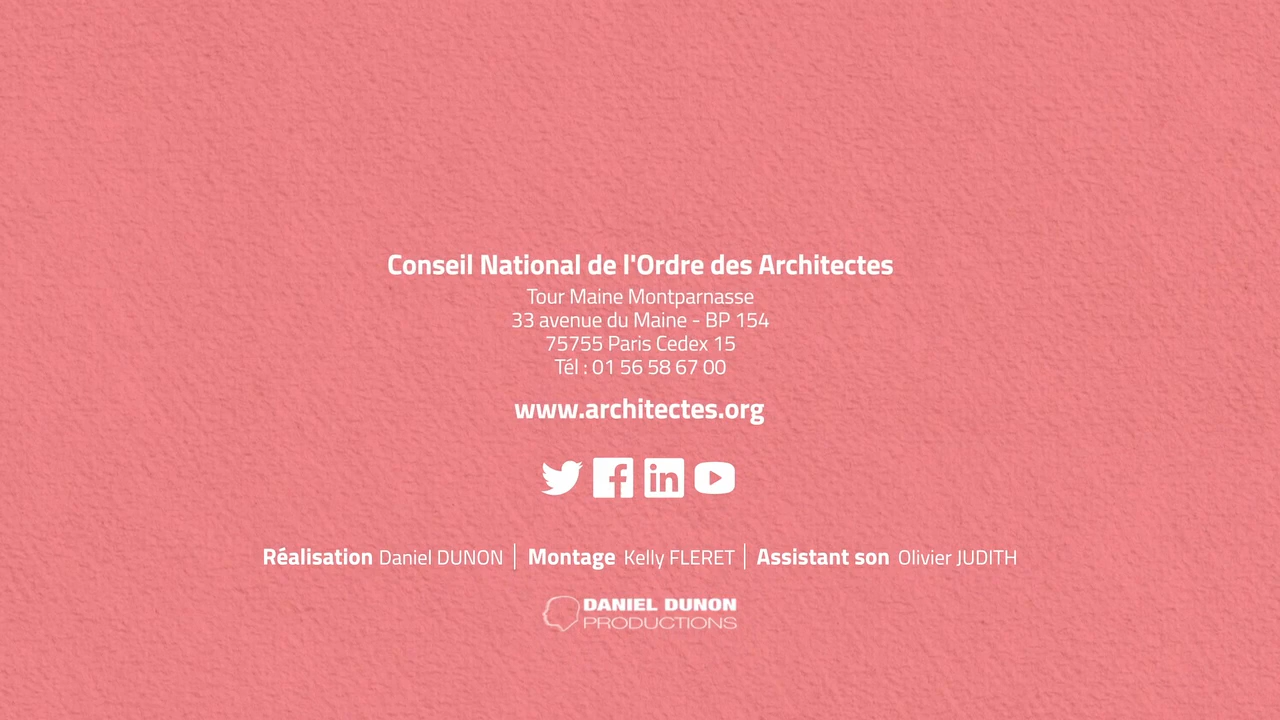 Conseil National de l'Ordre des Architectes
Tour Maine Montparnasse
33 avenue du Maine - BP 154
75755 Paris Cedex 15
Tél : 01 56 58 67 00
www.architectes.org
Réalisation Daniel DUNON | Montage Kelly FLERET | Assistant son Olivier JUDITH
DANIEL DUNON
PRODUCTIONS